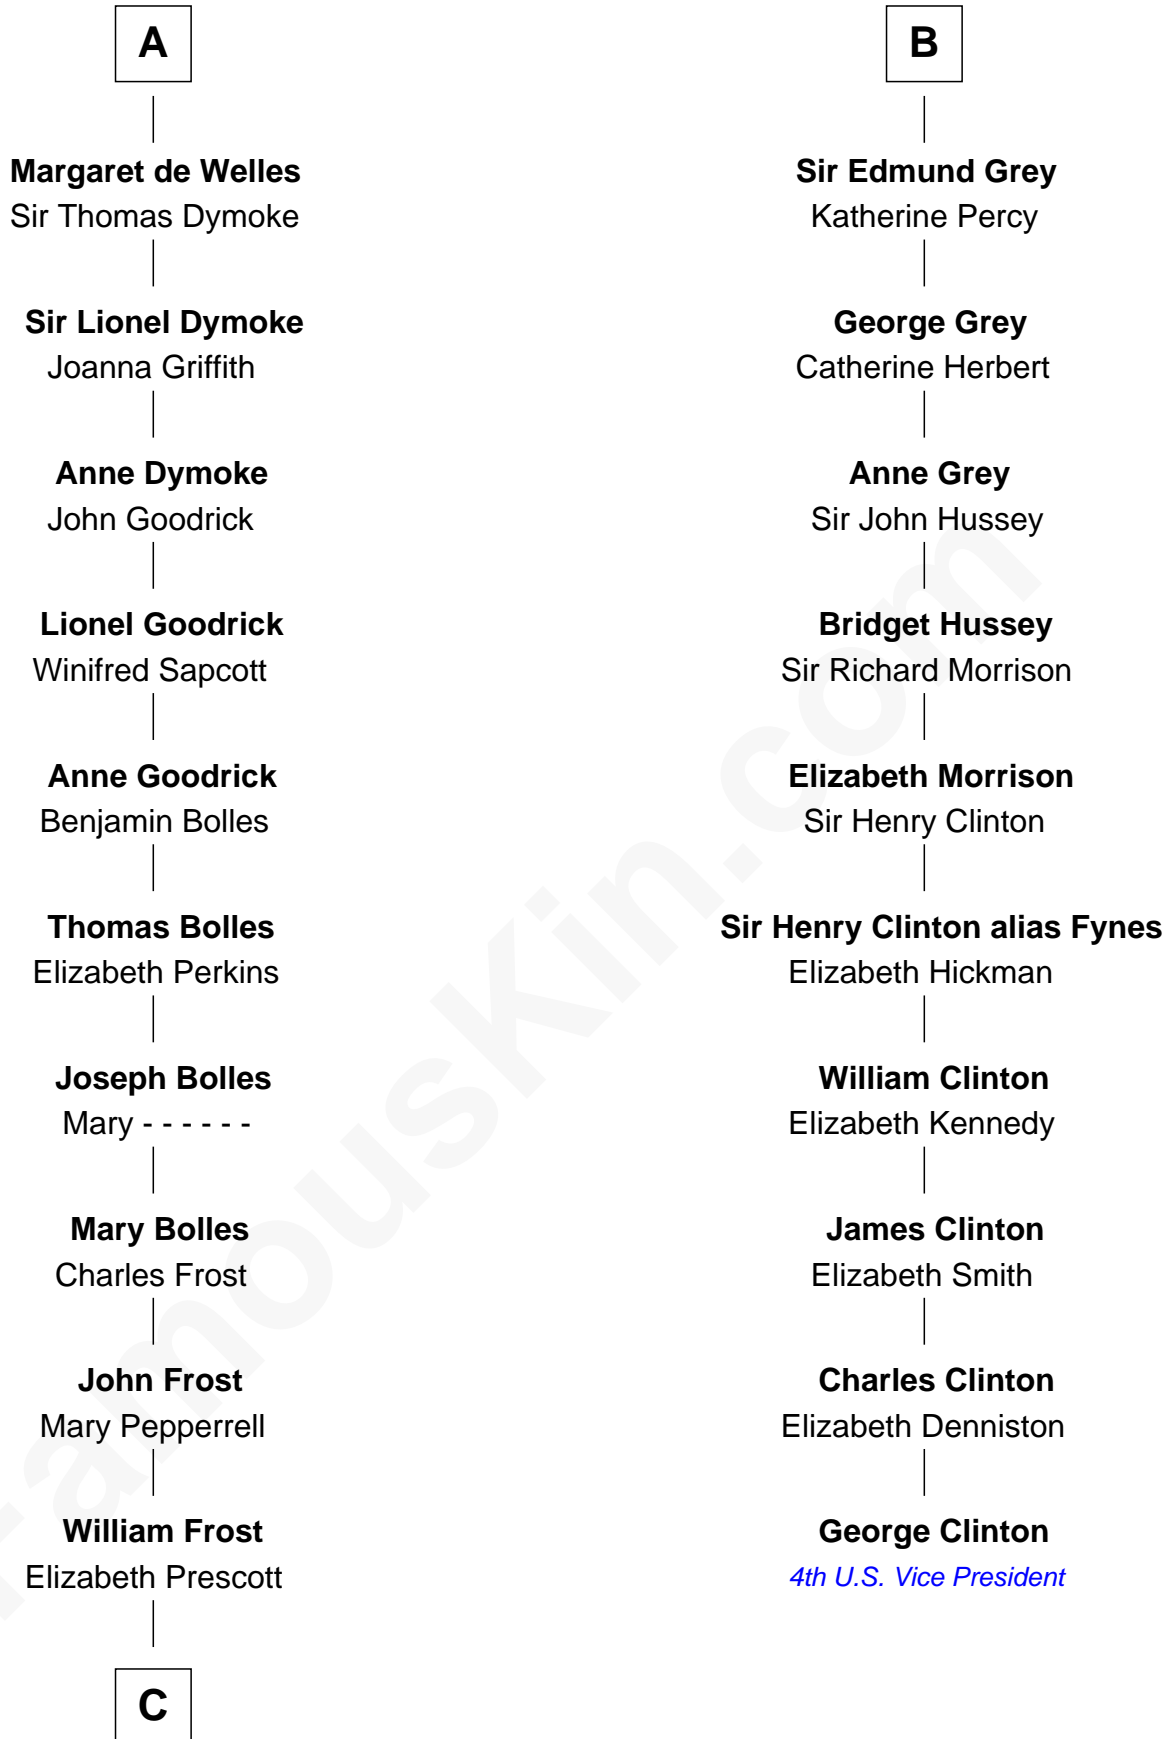 A
Margaret de Welles
Sir Thomas Dymoke
Sir Lionel Dymoke
Joanna Griffith
Anne Dymoke
John Goodrick
Lionel Goodrick
Winifred Sapcott
Anne Goodrick
Benjamin Bolles
Thomas Bolles
Elizabeth Perkins
Joseph Bolles
Mary - - - - - -
Mary Bolles
Charles Frost
John Frost
Mary Pepperrell
William Frost
Elizabeth Prescott
C
B
Sir Edmund Grey
Katherine Percy
George Grey
Catherine Herbert
Anne Grey
Sir John Hussey
Bridget Hussey
Sir Richard Morrison
Elizabeth Morrison
Sir Henry Clinton
Sir Henry Clinton alias Fynes
Elizabeth Hickman
William Clinton
Elizabeth Kennedy
James Clinton
Elizabeth Smith
Charles Clinton
Elizabeth Denniston
George Clinton
4th U.S. Vice President
FamousKin.com